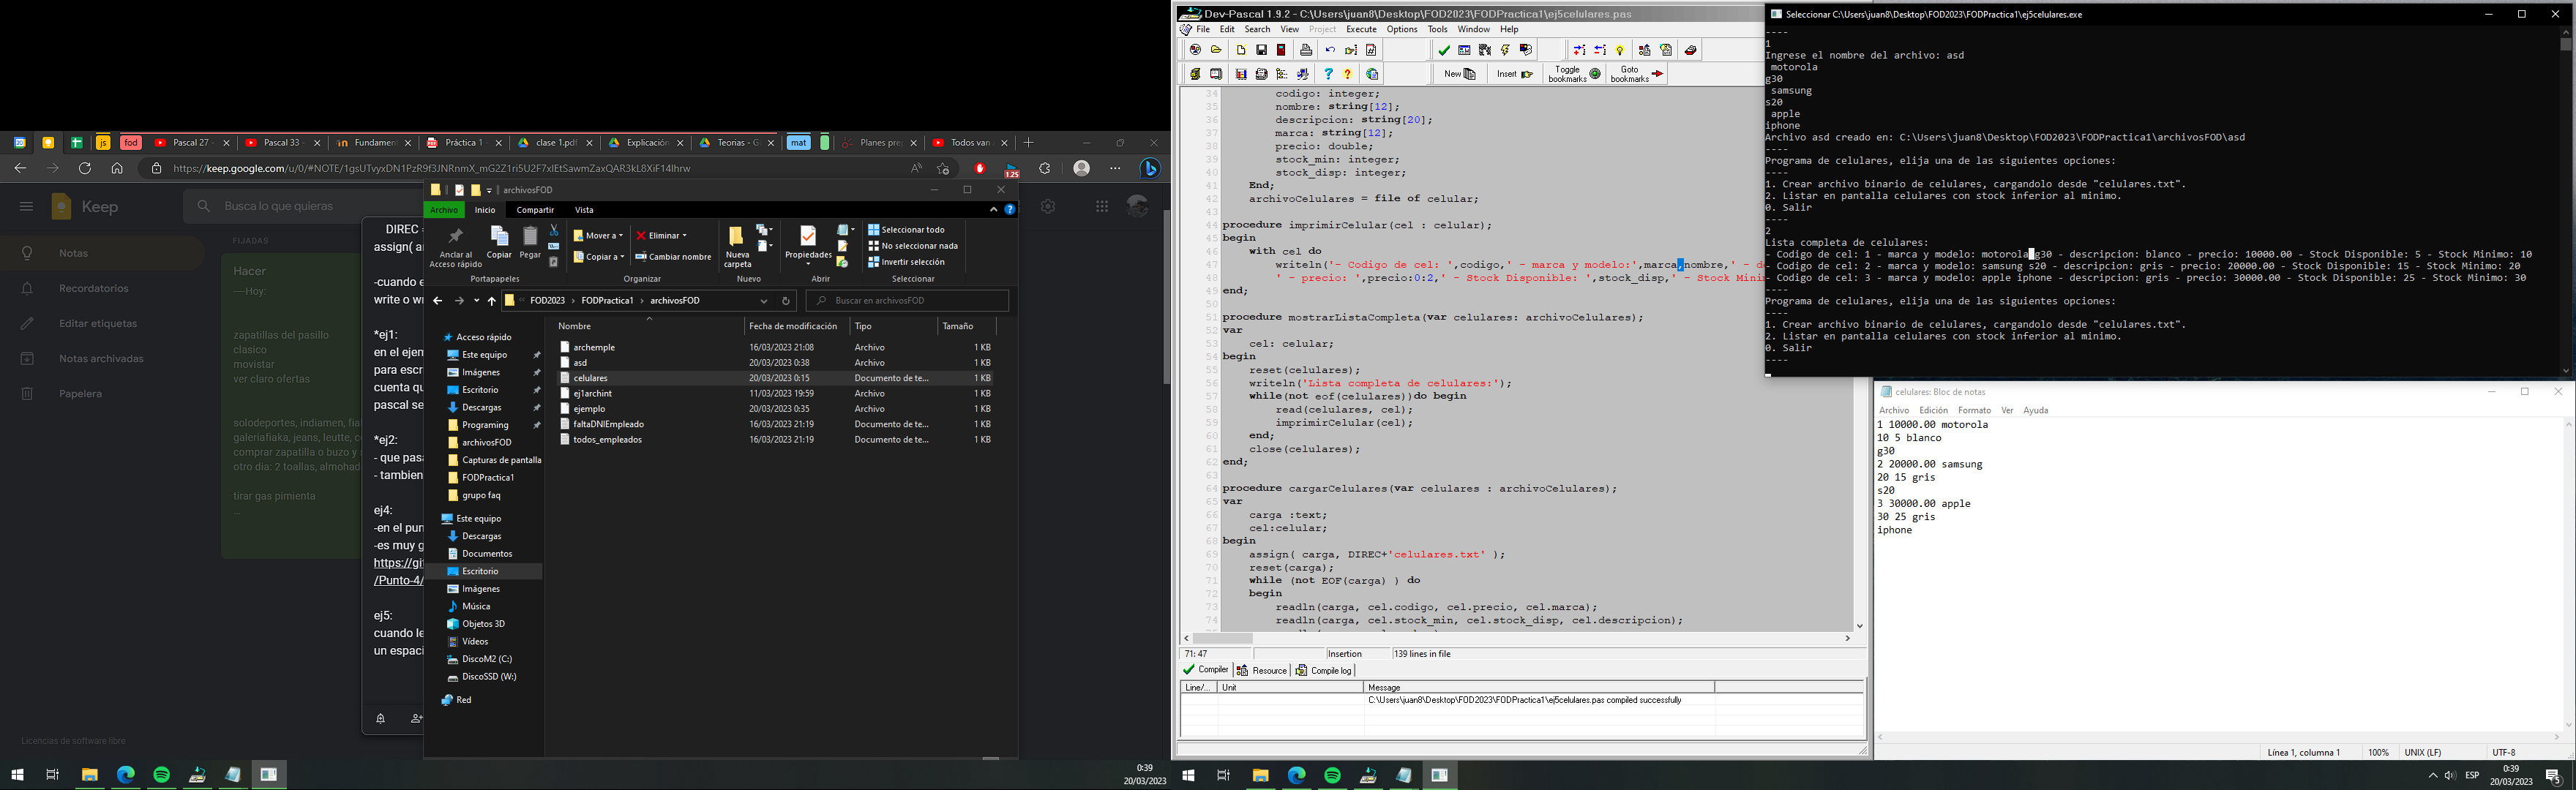 js
fod
Pascal 27 -
Pascal 33 -
Fundament
Práctica 1 -
clase 1.pdf
Explicación
Teorias - G
mat
Planes prep
Todos van
https://keep.google.com/u/0/#NOTE/1gsUTvyxDN1PzR9f3JNRnmX_mG2Z1ri5U2F7xlEtSawmZaxQAR3kL8XiF14lhrw
1.25
Keep
Busca lo que quieras
Notas
Recordatorios
Editar etiquetas
Notas archivadas
Papelera
Licencias de software libre
FIJADAS
Hacer
—Hoy:
zapatillas del pasillo
clasico
movistar
ver claro ofertas
solodeportes, indiamen, fia
galeriafiaka, jeans, leutte, c
comprar zapatilla o buzo y
otro dia: 2 toallas, almohad
tirar gas pimienta
...
DIREC =
assign( a
-cuando e
write o wr
*ej1:
en el ejem
para escr
cuenta qu
pascal se
*ej2:
- que pasa
- tambien
ej4:
-en el pun
-es muy g
https://git
/Punto-4/
ej5:
cuando le
un espaci
archivosFOD
Archivo
Inicio
Compartir
Vista
Anclar al
Acceso rápido
Copiar
Pegar
Portapapeles
Mover a
Copiar a
Eliminar
Cambiar nombre
Organizar
Nueva
carpeta
Nuevo
Propiedades
Abrir
Seleccionar todo
No seleccionar nada
Invertir selección
Seleccionar
FOD2023 › FODPractica1 › archivosFOD
Buscar en archivosFOD
Acceso rápido
Este equipo
Imágenes
Escritorio
Descargas
Programing
archivosFOD
Capturas de pantalla
FODPractica1
grupo faq
Este equipo
Descargas
Documentos
Escritorio
Imágenes
Música
Objetos 3D
Vídeos
DiscoM2 (C:)
DiscoSSD (W:)
Red
Nombre Fecha de modificación Tipo Tamaño
archemple 16/03/2023 21:08 Archivo 1 KB
asd 20/03/2023 0:38 Archivo 1 KB
celulares 20/03/2023 0:15 Documento de te... 1 KB
ej1archint 11/03/2023 19:59 Archivo 1 KB
ejemplo 20/03/2023 0:35 Archivo 1 KB
faltaDNIEmpleado 16/03/2023 21:19 Documento de te... 1 KB
todos_empleados 16/03/2023 21:19 Documento de te... 1 KB
0:39
20/03/2023
Dev-Pascal 1.9.2 - C:\Users\juan8\Desktop\FOD2023\FODPractica1\ej5celulares.pas
File Edit Search View Project Execute Options Tools Window Help
New
Insert
Toggle
bookmarks
Goto
bookmarks
34 codigo: integer;
35 nombre: string[12];
36 descripcion: string[20];
37 marca: string[12];
38 precio: double;
39 stock_min: integer;
40 stock_disp: integer;
41 End;
42 archivoCelulares = file of celular;
43
44 procedure imprimirCelular(cel : celular);
45 begin
46 with cel do
47 writeln('- Codigo de cel: ',codigo,' - marca y modelo:',marca,nombre,' - d
48 ' - precio: ',precio:0:2,' - Stock Disponible: ',stock_disp,' - Stock Mini
49 end;
50
51 procedure mostrarListaCompleta(var celulares: archivoCelulares);
52 var
53 cel: celular;
54 begin
55 reset(celulares);
56 writeln('Lista completa de celulares:');
57 while(not eof(celulares))do begin
58 read(celulares, cel);
59 imprimirCelular(cel);
60 end;
61 close(celulares);
62 end;
63
64 procedure cargarCelulares(var celulares : archivoCelulares);
65 var
66 carga :text;
67 cel:celular;
68 begin
69 assign( carga, DIREC+'celulares.txt' );
70 reset(carga);
71 while (not EOF(carga) ) do
72 begin
73 readln(carga, cel.codigo, cel.precio, cel.marca);
74 readln(carga, cel.stock_min, cel.stock_disp, cel.descripcion);
71: 47
Insertion
139 lines in file
Compiler
Resource
Compile log
Line/... Unit Message
C:\Users\juan8\Desktop\FOD2023\FODPractica1\ej5celulares.pas compiled successfully
Seleccionar C:\Users\juan8\Desktop\FOD2023\FODPractica1\ej5celulares.exe
----
1
Ingrese el nombre del archivo: asd
motorola
g30
samsung
s20
apple
iphone
Archivo asd creado en: C:\Users\juan8\Desktop\FOD2023\FODPractica1\archivosFOD\asd
----
Programa de celulares, elija una de las siguientes opciones:
----
1. Crear archivo binario de celulares, cargandolo desde "celulares.txt".
2. Listar en pantalla celulares con stock inferior al minimo.
0. Salir
----
2
Lista completa de celulares:
- Codigo de cel: 1 - marca y modelo: motorola g30 - descripcion: blanco - precio: 10000.00 - Stock Disponible: 5 - Stock Minimo: 10
- Codigo de cel: 2 - marca y modelo: samsung s20 - descripcion: gris - precio: 20000.00 - Stock Disponible: 15 - Stock Minimo: 20
- Codigo de cel: 3 - marca y modelo: apple iphone - descripcion: gris - precio: 30000.00 - Stock Disponible: 25 - Stock Minimo: 30
----
Programa de celulares, elija una de las siguientes opciones:
----
1. Crear archivo binario de celulares, cargandolo desde "celulares.txt".
2. Listar en pantalla celulares con stock inferior al minimo.
0. Salir
----
celulares: Bloc de notas
Archivo Edición Formato Ver Ayuda
1 10000.00 motorola
10 5 blanco
g30
2 20000.00 samsung
20 15 gris
s20
3 30000.00 apple
30 25 gris
iphone
Línea 1, columna 1 100% UNIX (LF) UTF-8
ESP
0:39
20/03/2023
5